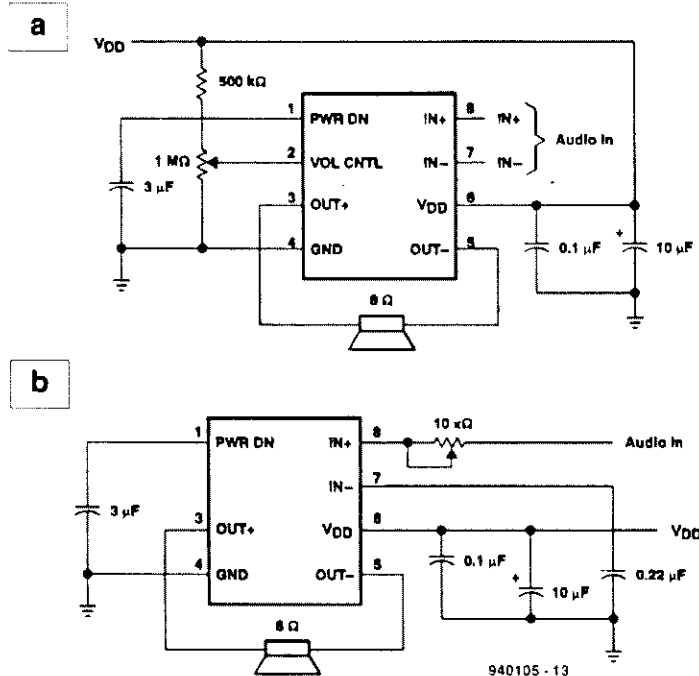 a
VDD
500 kΩ
1 PWR DN
IN+ 8 IN+
1 MΩ
2 VOL CNTL
IN− 7 IN−
Audio In
3 µF
3 OUT+
VDD 6
4 GND
OUT− 5
0.1 µF
+ 10 µF
8 Ω
b
1 PWR DN
IN+ 8
10 kΩ
Audio In
IN− 7
3 µF
3 OUT+
VDD 6
VDD
4 GND
OUT− 5
0.1 µF
+ 10 µF
0.22 µF
8 Ω
940105 - 13